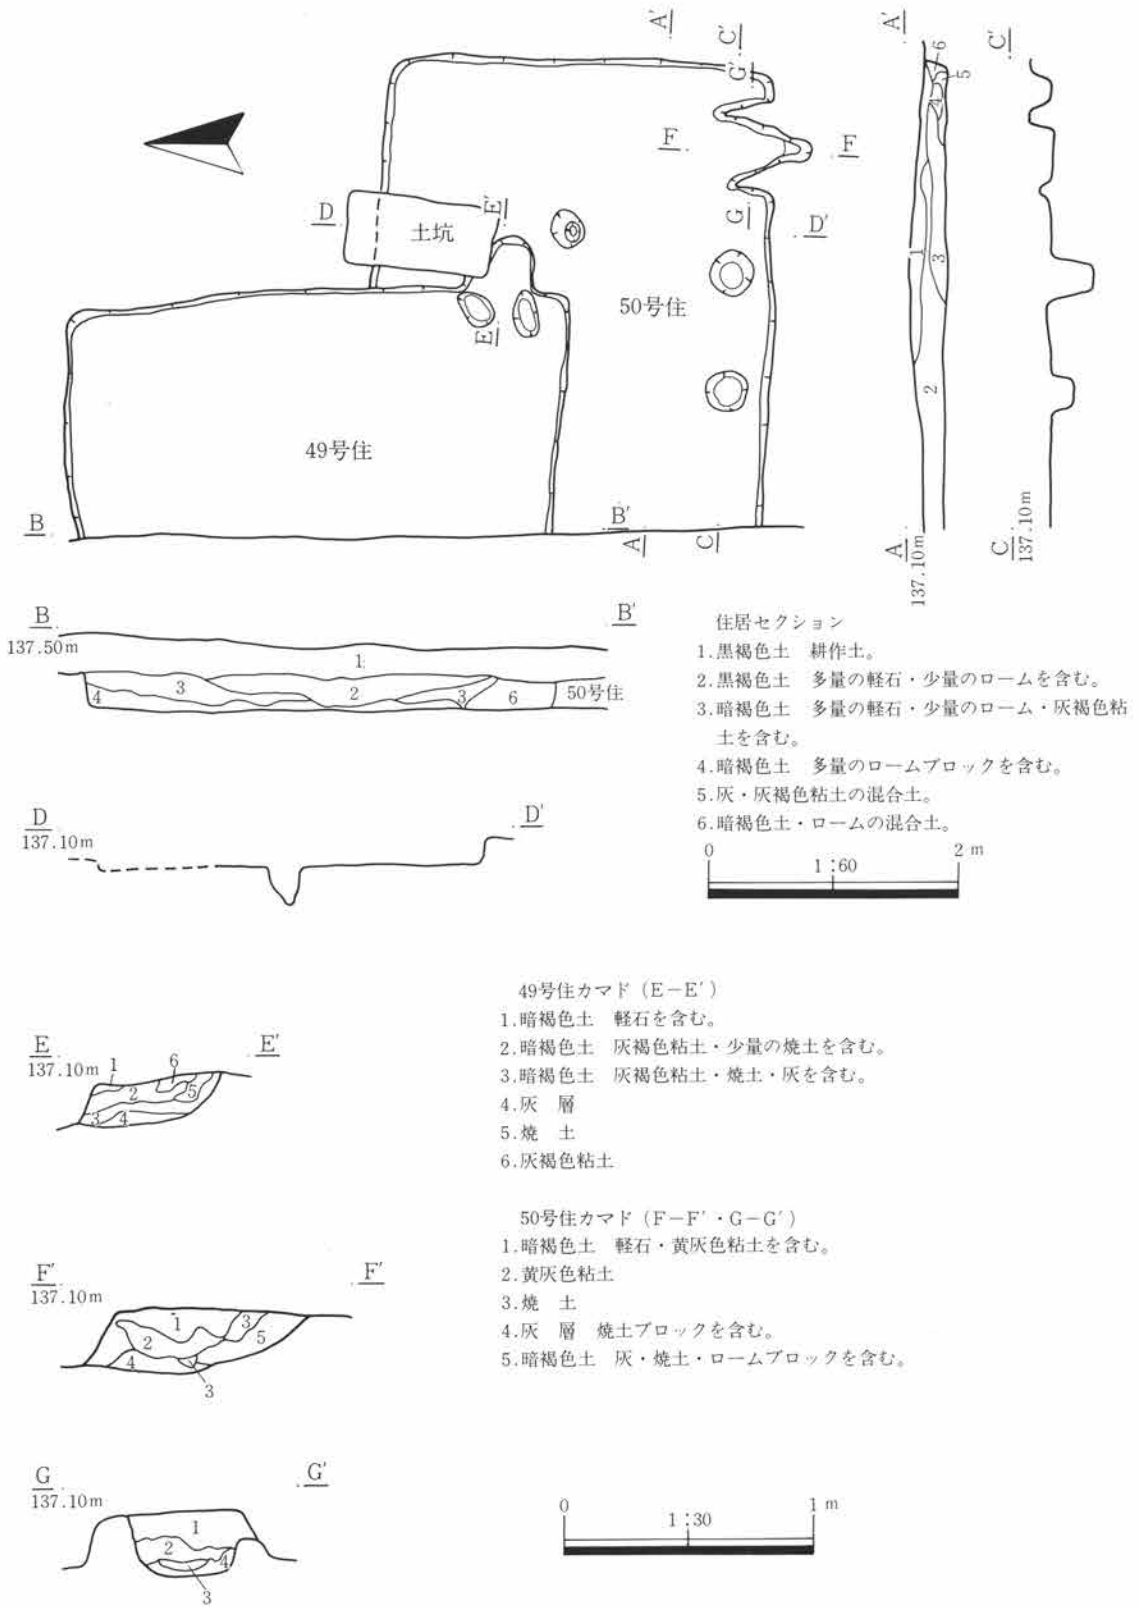 A' C' G'
F F
D E' G D'
土坑
50号住
E
49号住
B B'
A C
A' C'
6
5
4
1 3
2
A C
137.10m 137.10m
B B'
137.50m
1
4 3 2 3 6 50号住
D D'
137.10m
住居セクション
1.黒褐色土 耕作土。
2.黒褐色土 多量の軽石・少量のロームを含む。
3.暗褐色土 多量の軽石・少量のローム・灰褐色粘
土を含む。
4.暗褐色土 多量のロームブロックを含む。
5.灰・灰褐色粘土の混合土。
6.暗褐色土・ロームの混合土。
0 1:60 2 m
E E'
137.10m 1 6
2 5
3 4
49号住カマド(E-E')
1.暗褐色土 軽石を含む。
2.暗褐色土 灰褐色粘土・少量の焼土を含む。
3.暗褐色土 灰褐色粘土・焼土・灰を含む。
4.灰 層
5.焼 土
6.灰褐色粘土
50号住カマド(F-F'・G-G')
1.暗褐色土 軽石・黄灰色粘土を含む。
2.黄灰色粘土
3.焼 土
4.灰 層 焼土ブロックを含む。
5.暗褐色土 灰・焼土・ロームブロックを含む。
F' F'
137.10m
1 3
2 5
4
3
G G'
137.10m
1
2 4
3
0 1:30 1 m